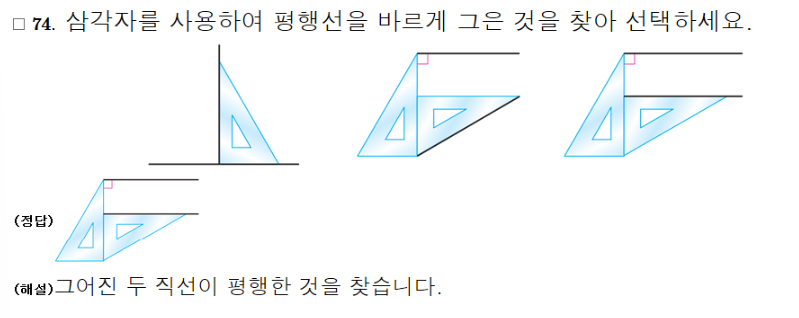 □ 74. 삼각자를 사용하여 평행선을 바르게 그은 것을 찾아 선택하세요.
(정답)
(해설)그어진 두 직선이 평행한 것을 찾습니다.